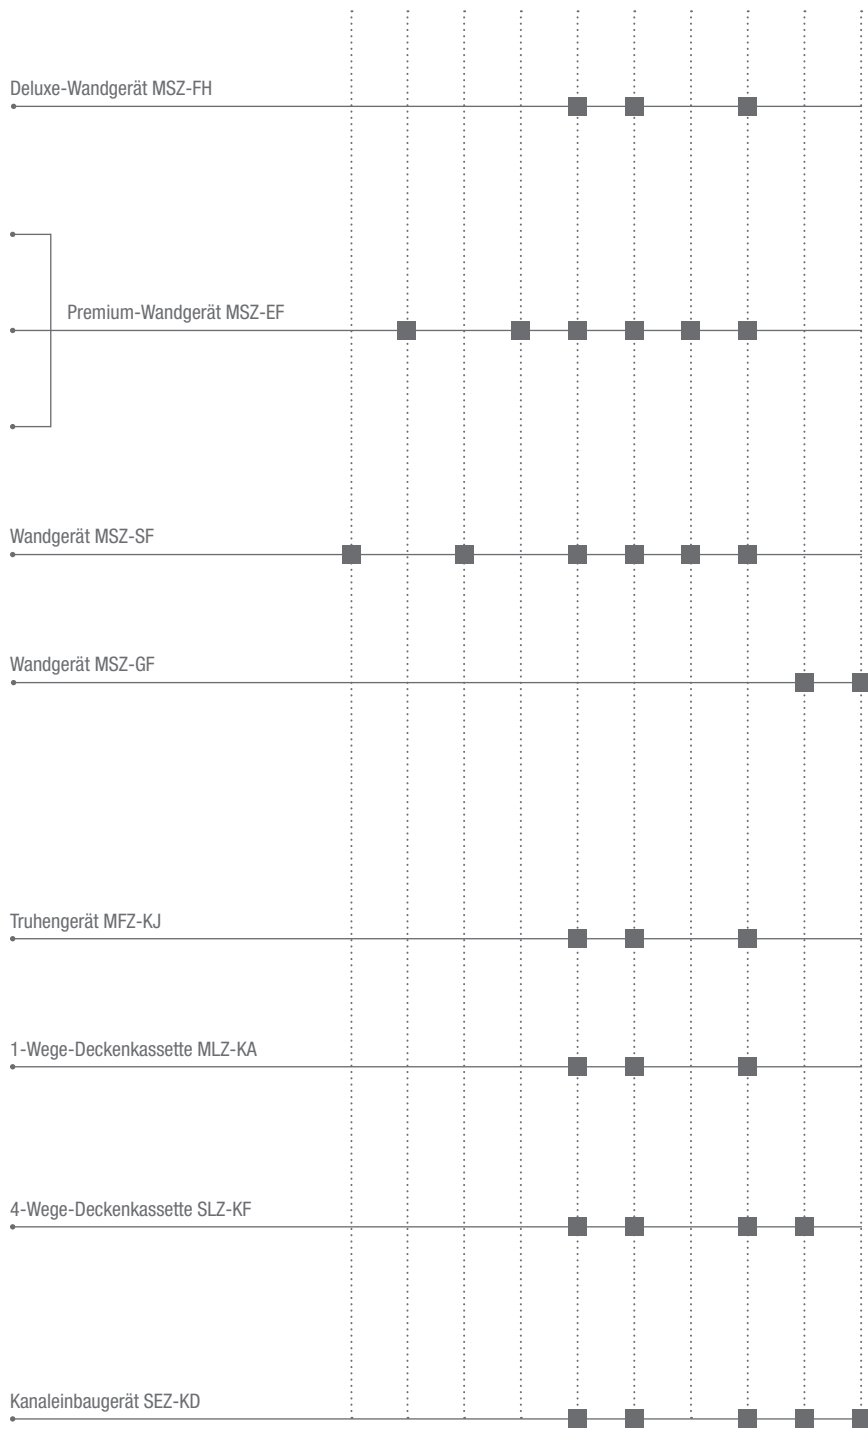 Deluxe-Wandgerät MSZ-FH
Premium-Wandgerät MSZ-EF
Wandgerät MSZ-SF
Wandgerät MSZ-GF
Truhengerät MFZ-KJ
1-Wege-Deckenkassette MLZ-KA
4-Wege-Deckenkassette SLZ-KF
Kanaleinbaugerät SEZ-KD